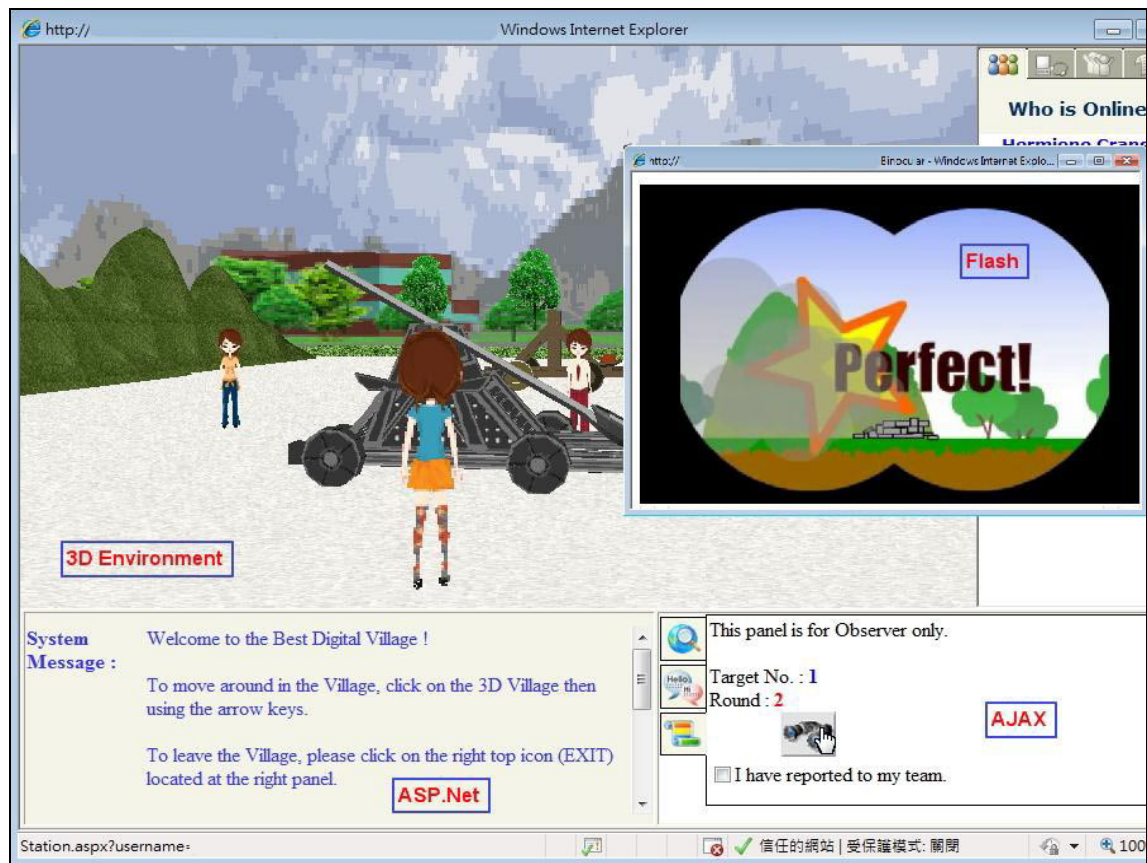 http://
Windows Internet Explorer
Who is Online
Hermione Crane
http://
Binocular - Windows Internet Explo...
Flash
Perfect!
3D Environment
System
Message :
Welcome to the Best Digital Village !
To move around in the Village, click on the 3D Village then
using the arrow keys.
To leave the Village, please click on the right top icon (EXIT)
located at the right panel.
ASP.Net
Hello
Hi
This panel is for Observer only.
Target No. : 1
Round : 2
AJAX
I have reported to my team.
Station.aspx?username=
信任的網站 | 受保護模式: 關閉
100